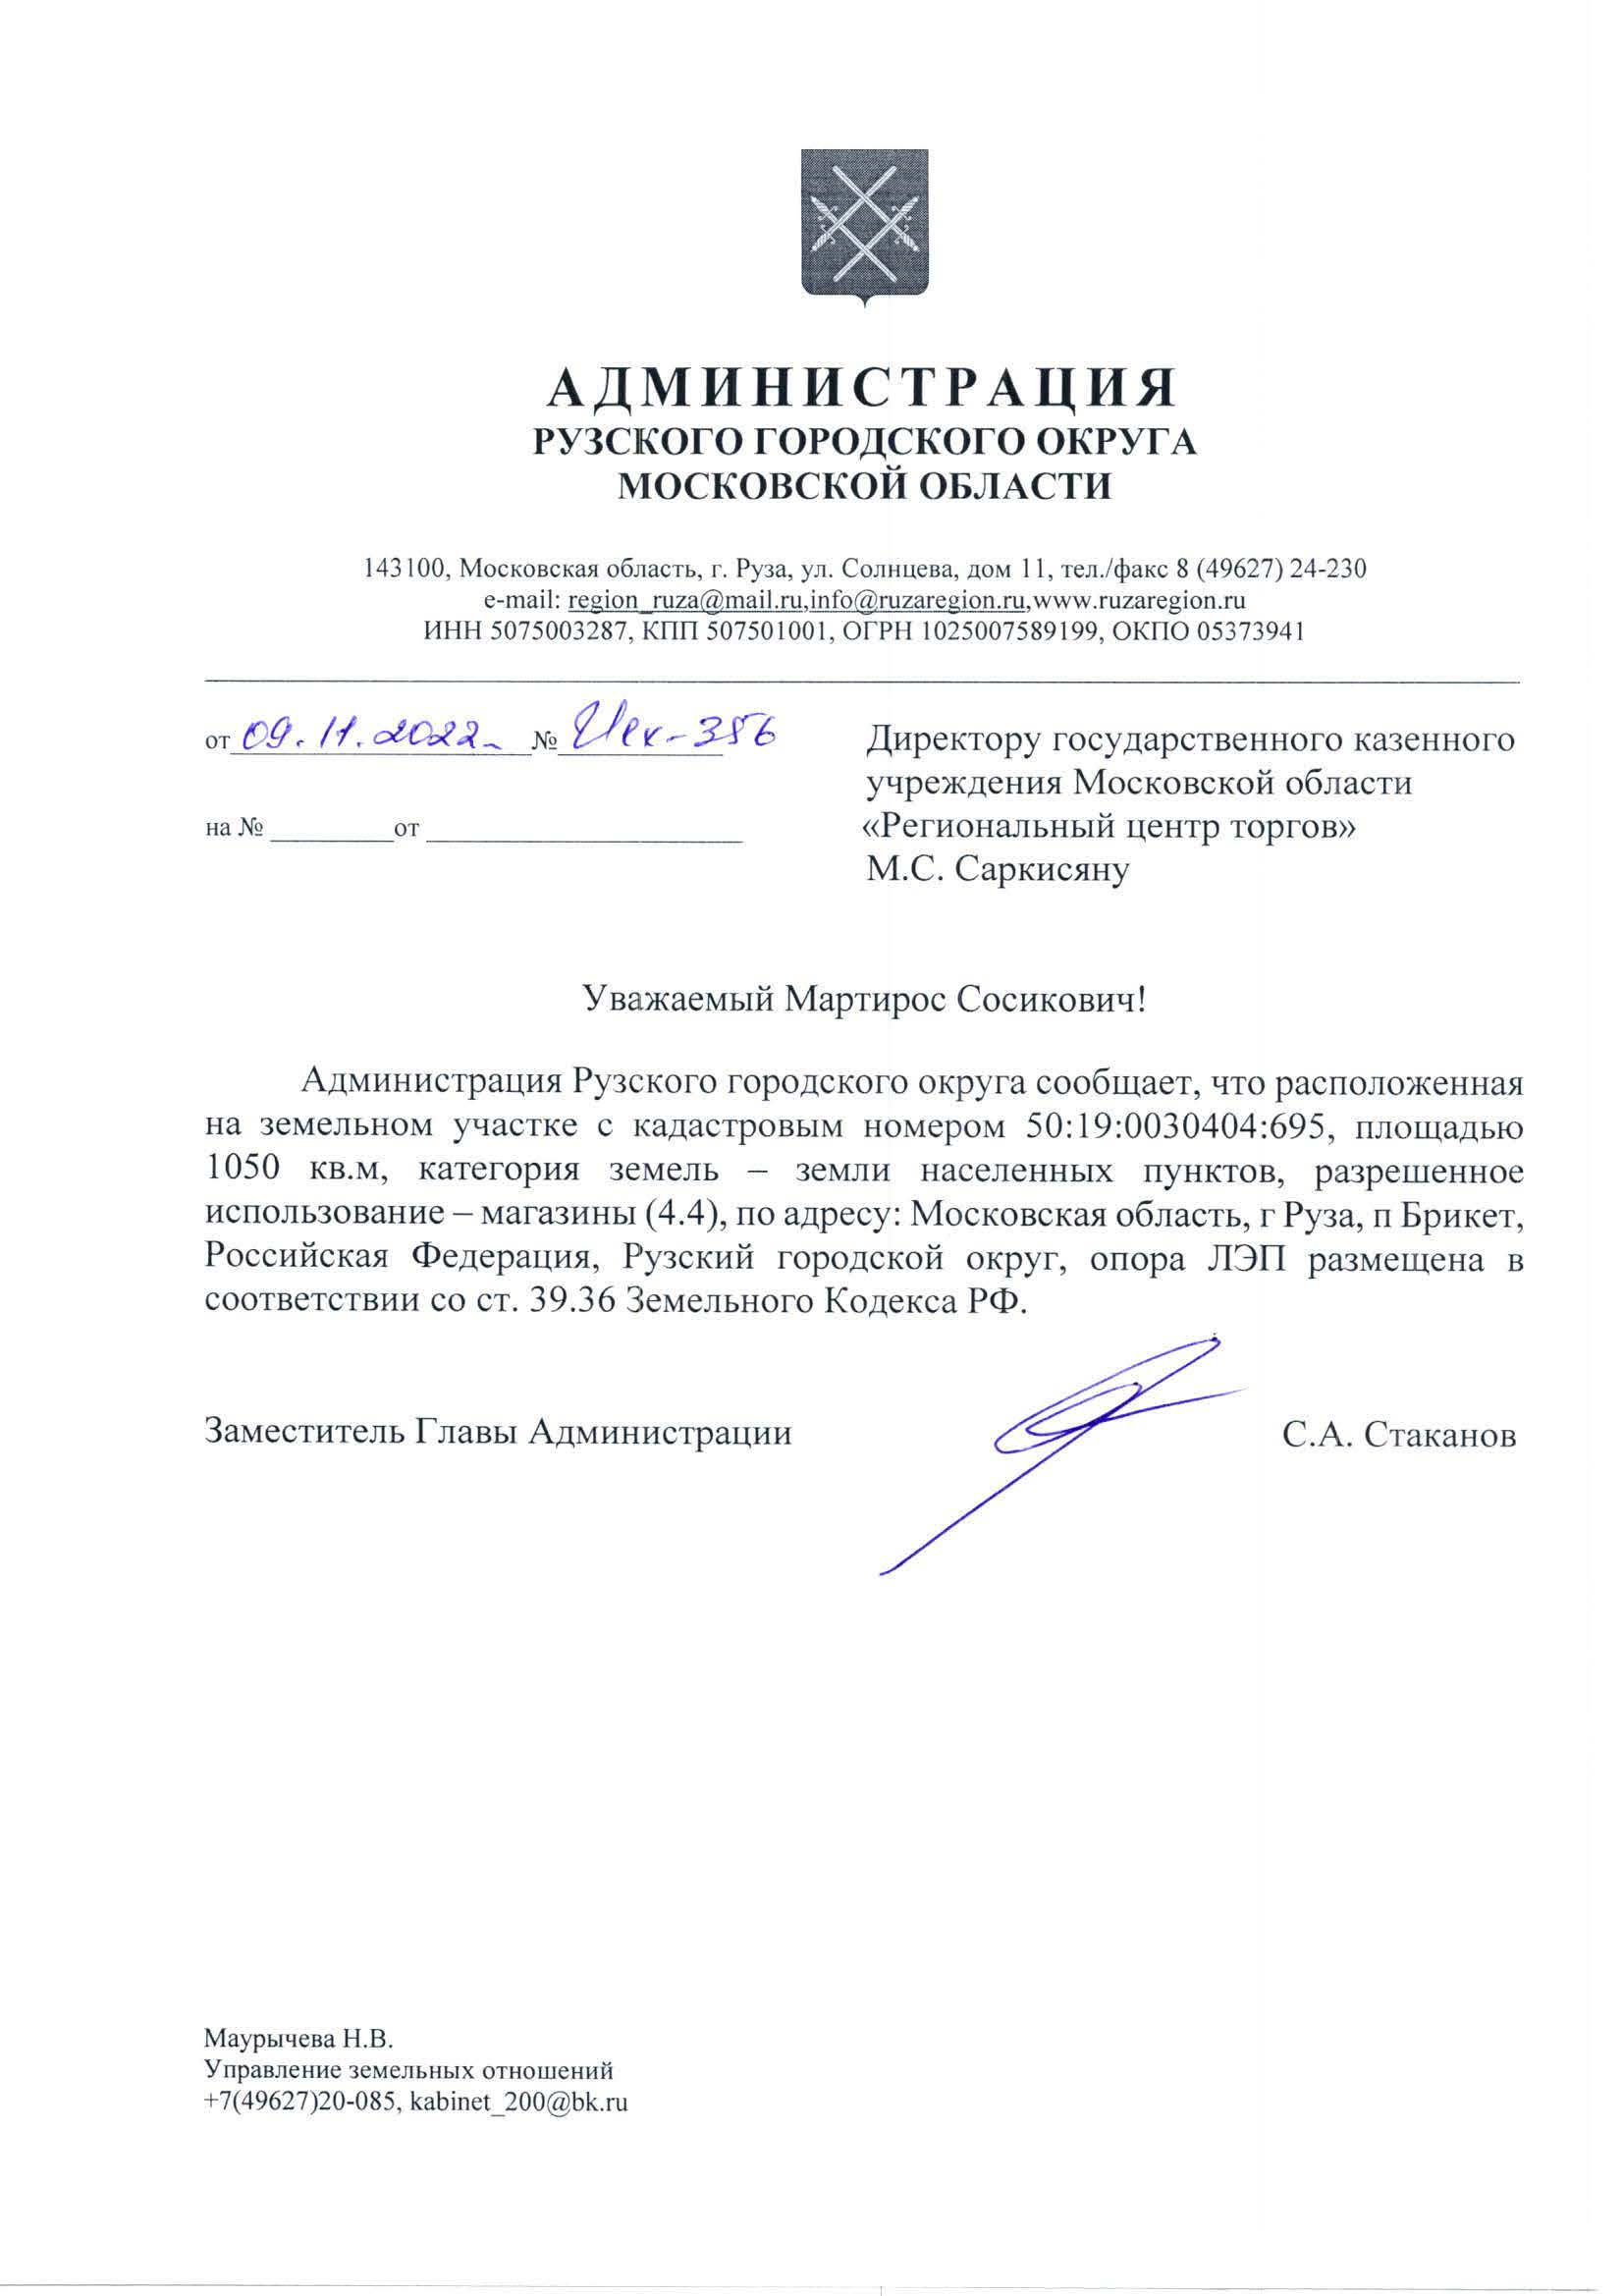 АДМИНИСТРАЦИЯ
РУЗСКОГО ГОРОДСКОГО ОКРУГА
МОСКОВСКОЙ ОБЛАСТИ
143100, Московская область, г. Руза, ул. Солнцева, дом 11, тел./факс 8 (49627) 24-230
e-mail: region_ruza@mail.ru,info@ruzaregion.ru,www.ruzaregion.ru
ИНН 5075003287, КПП 507501001, ОГРН 1025007589199, ОКПО 05373941
от 09.11.2022 № Исх-356
на № _________от _______________________
Директору государственного казенного
учреждения Московской области
«Региональный центр торгов»
М.С. Саркисяну
Уважаемый Мартирос Сосикович!
Администрация Рузского городского округа сообщает, что расположенная
на земельном участке с кадастровым номером 50:19:0030404:695, площадью
1050 кв.м, категория земель – земли населенных пунктов, разрешенное
использование – магазины (4.4), по адресу: Московская область, г Руза, п Брикет,
Российская Федерация, Рузский городской округ, опора ЛЭП размещена в
соответствии со ст. 39.36 Земельного Кодекса РФ.
Заместитель Главы Администрации С.А. Стаканов
Маурычева Н.В.
Управление земельных отношений
+7(49627)20-085, kabinet_200@bk.ru